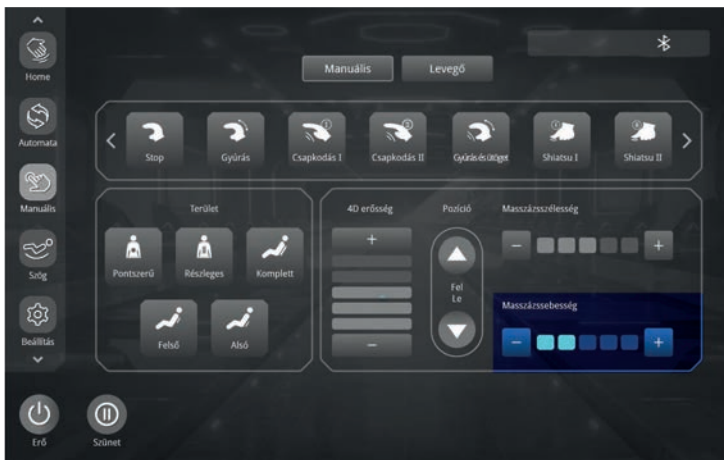 Manuális
Levegő
Home
Automata
Manuális
Szög
Beállítás
Stop
Gyúrás
Csapkodás I
Csapkodás II
Gyúrás és ütöget
Shiatsu I
Shiatsu II
Terület
Pontszerű
Részleges
Komplett
Felső
Alsó
4D erősség
+
−
Pozíció
Fel
Le
Masszázsszélesség
−
+
Masszázssebesség
−
+
Erő
Szünet